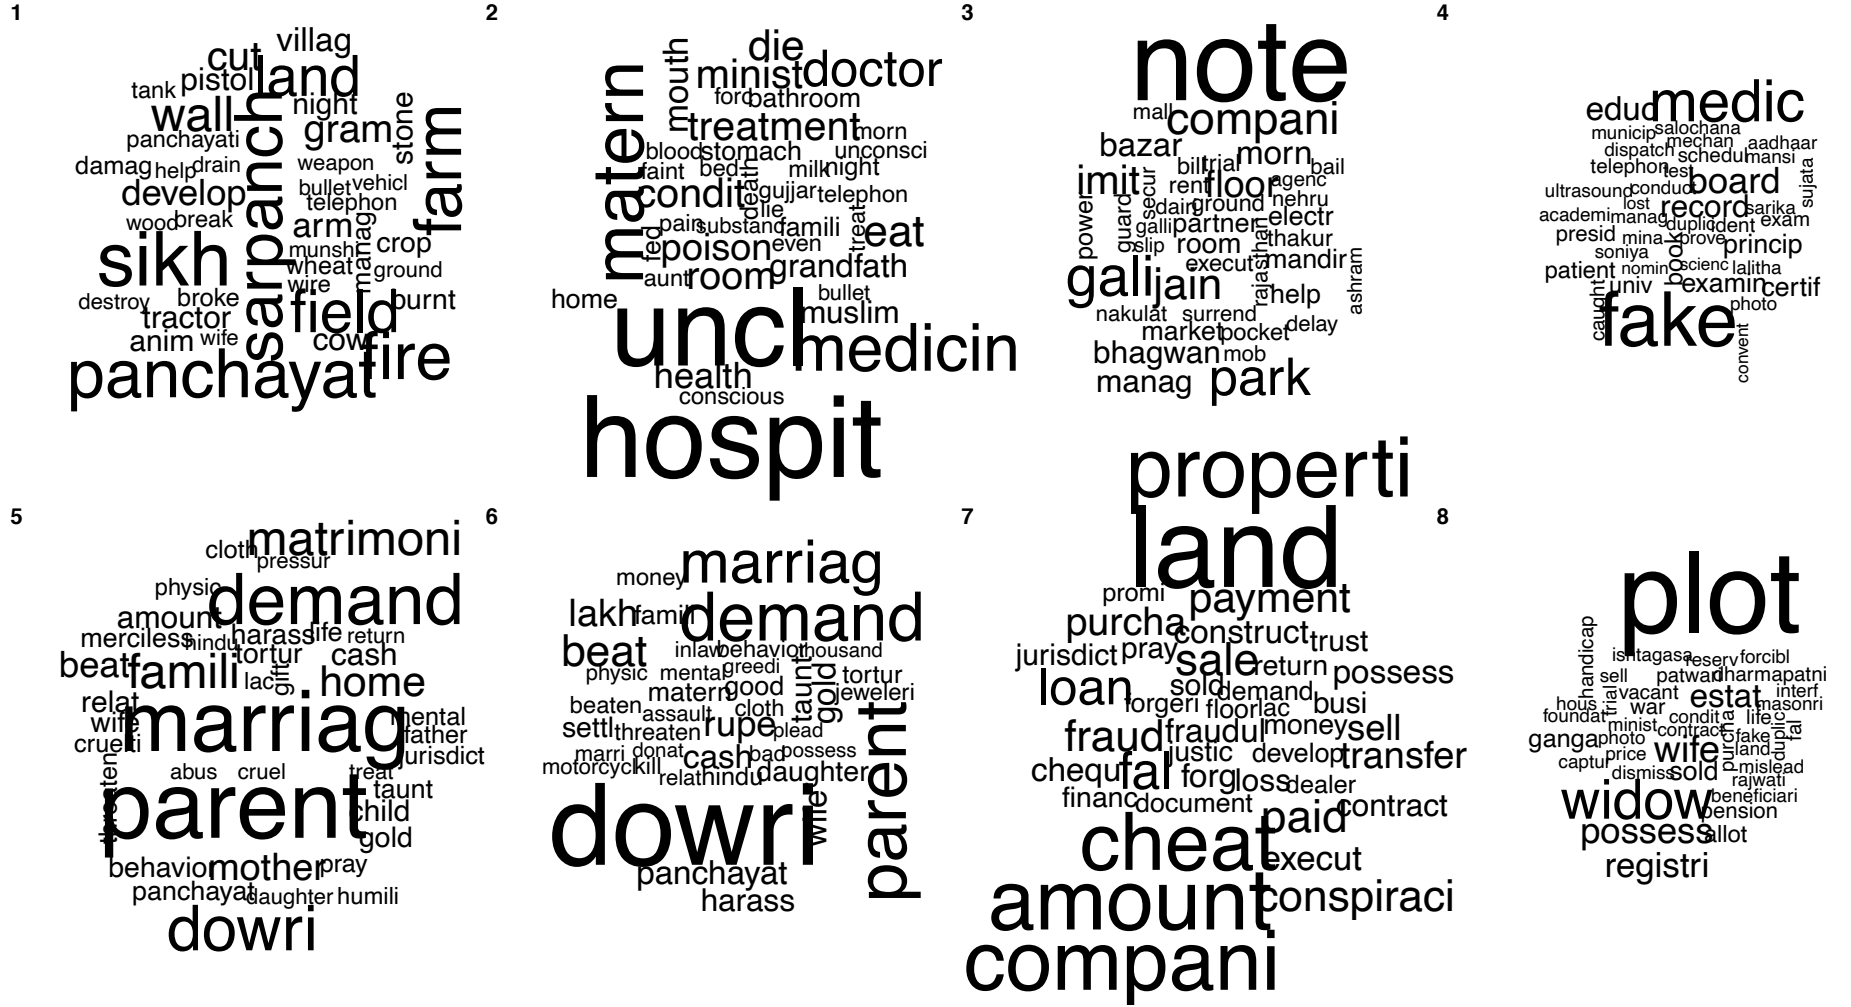 1
villag
cut
land
pistol
tank
night
wall
gram
stone
farm
panchayati
sarpanch
damag
help
drain
weapon
bullet
vehicl
develop
telephon
wood
break
arm
manag
munshi
crop
sikh
wheat
ground
wire
destroy
broke
field
burnt
tractor
anim
wife
cow
fire
panchayat
2
mouth
die
minist
doctor
ford
bathroom
matern
treatment
morn
blood
stomach
unconsci
faint
bed
milk
night
death
condit
gujjar
telephon
die
pain
substanc
famili
treat
fed
poison
even
eat
aunt
room
grandfath
home
bullet
uncl
muslim
medicin
health
conscious
hospit
3
note
mall
compani
bazar
bill
trial
morn
bail
imit
secur
rent
floor
agenc
power
guard
dain
ground
nehru
galli
partner
electr
slip
room
rajasthan
thakur
execut
mandir
ashram
gali
jain
help
nakulat
surrend
market
pocket
delay
bhagwan
mob
manag
park
properti
4
educ
medic
municip
salochana
mechan
aadhaar
dispatch
schedul
mansi
telephon
test
board
sujata
ultrasound
conduct
lost
record
sarika
academi
manag
duplic
ident
exam
presid
mina
prove
princip
soniya
book
patient
nomin
scienc
lalitha
univ
examin
certif
caught
fake
photo
convent
5
cloth
matrimoni
pressur
physic
demand
amount
merciless
hindu
harass
life
return
beat
famili
tortur
cash
lac
gift
home
relat
wife
marriag
mental
father
cruelti
jurisdict
threaten
abus
cruel
treat
parent
taunt
child
gold
behavior
mother
pray
panchayat
daughter
humili
dowri
6
money
marriag
lakh
famili
demand
beat
inlaw
behavior
thousand
physic
mental
greedi
taunt
gold
tortur
matern
good
jeweleri
beaten
assault
cloth
settl
threaten
rupe
plead
parent
marri
donat
cash
bad
possess
motorcycl
kill
relat
hindu
daughter
dowri
wife
panchayat
harass
7
land
promi
payment
purcha
construct
trust
jurisdict
pray
sale
return
possess
loan
sold
demand
forgeri
floor
lac
busi
fraud
fraudul
money
sell
justic
develop
transfer
chequ
fal
forg
loss
dealer
financ
document
paid
contract
cheat
execut
amount
conspiraci
compani
8
plot
handicap
ishtagasa
reserv
forcibl
sell
patwari
dharmapatni
trial
vacant
estat
interf
hous
war
masonri
foundat
minist
condit
life
ganga
photo
contract
purcha
fake
duplic
fal
price
wife
land
captur
dismiss
sold
mislead
rajwati
widow
beneficiari
pension
possess
allot
registri